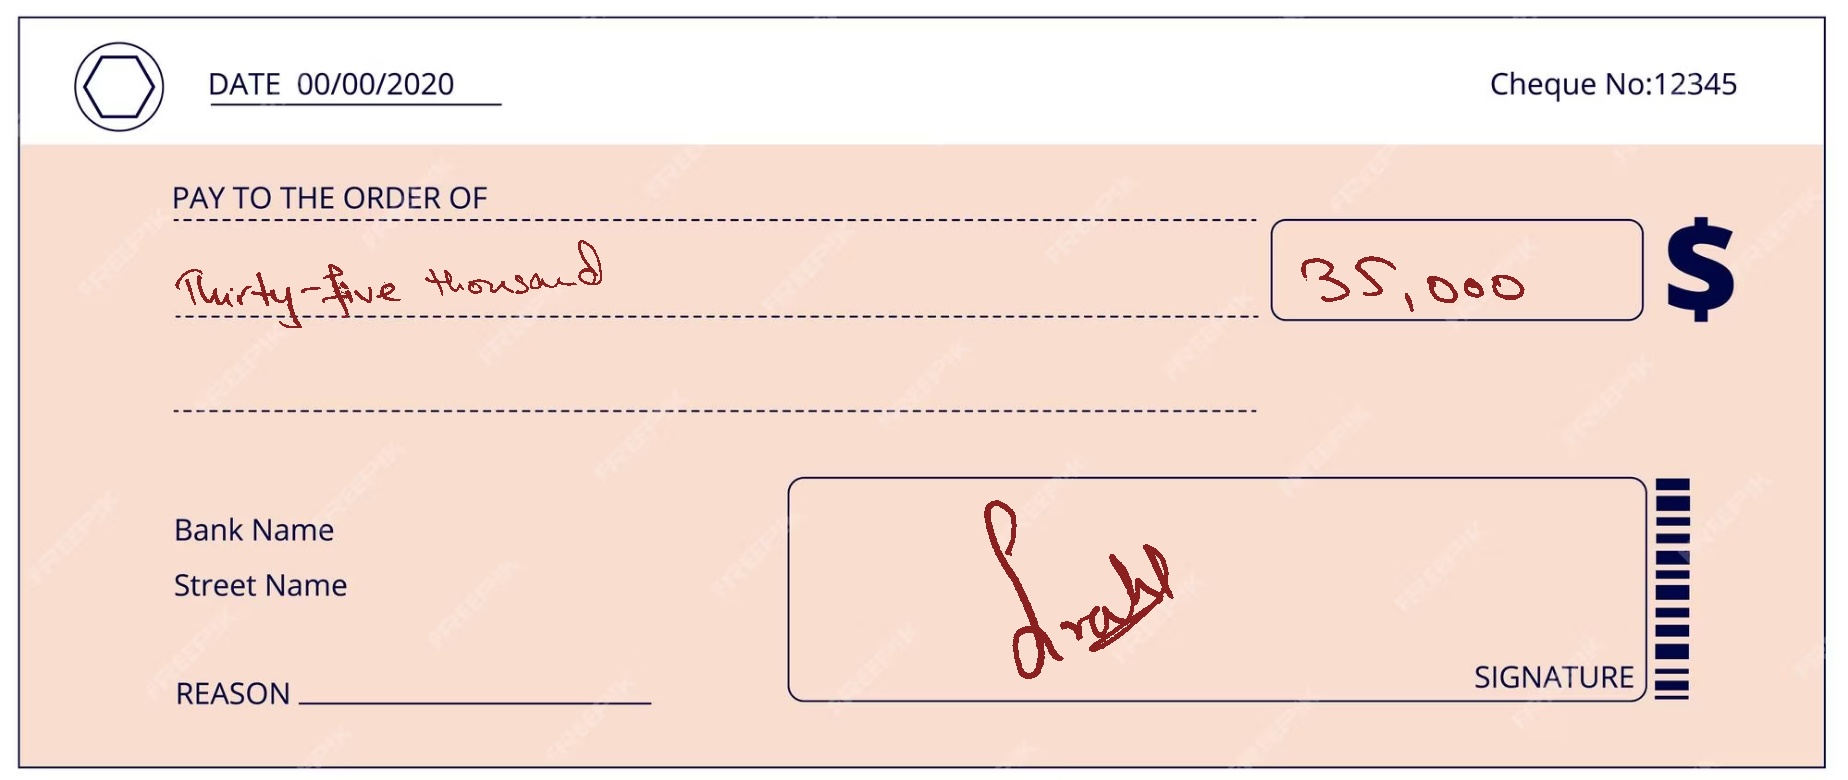 DATE 00/00/2020
Cheque No:12345
PAY TO THE ORDER OF
Thirty-five thousand
35,000 $
Bank Name
Street Name
REASON
SIGNATURE